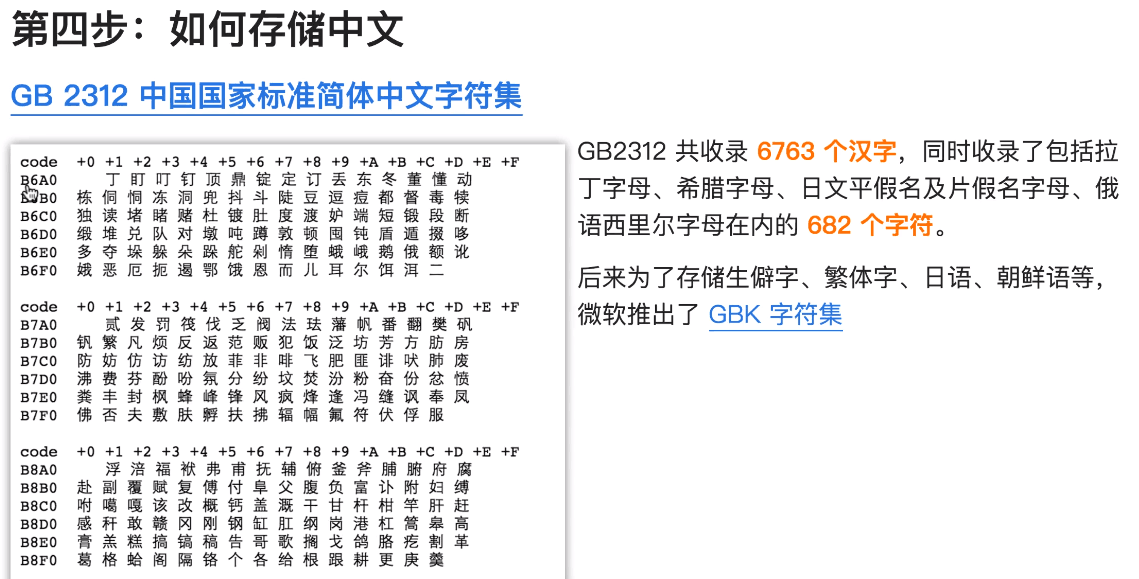 第四步：如何存储中文
GB 2312 中国国家标准简体中文字符集
code +0 +1 +2 +3 +4 +5 +6 +7 +8 +9 +A +B +C +D +E +F
B6A0 丁 盯 叮 钉 顶 鼎 锭 定 订 丢 东 冬 董 懂 动
B6B0 栋 侗 恫 冻 洞 兜 抖 斗 陡 豆 逗 痘 都 督 毒 犊
B6C0 独 读 堵 睹 赌 杜 镀 肚 度 渡 妒 端 短 锻 段 断
B6D0 缎 堆 兑 队 对 墩 吨 蹲 敦 顿 囤 钝 盾 遁 掇 哆
B6E0 多 夺 垛 躲 朵 跺 舵 剁 惰 堕 蛾 峨 鹅 俄 额 讹
B6F0 娥 恶 厄 扼 遏 鄂 饿 恩 而 儿 耳 尔 饵 洱 二
code +0 +1 +2 +3 +4 +5 +6 +7 +8 +9 +A +B +C +D +E +F
B7A0 贰 发 罚 筏 伐 乏 阀 法 珐 藩 帆 番 翻 樊 矾
B7B0 钒 繁 凡 烦 反 返 范 贩 犯 饭 泛 坊 芳 方 肪 房
B7C0 防 妨 仿 访 纺 放 菲 非 啡 飞 肥 匪 诽 吠 肺 废
B7D0 沸 费 芬 酚 吩 氛 分 纷 坟 焚 汾 粉 奋 份 忿 愤
B7E0 粪 丰 封 枫 蜂 峰 锋 风 疯 烽 逢 冯 缝 讽 奉 凤
B7F0 佛 否 夫 敷 肤 孵 扶 拂 辐 幅 氟 符 伏 俘 服
code +0 +1 +2 +3 +4 +5 +6 +7 +8 +9 +A +B +C +D +E +F
B8A0 浮 涪 福 袱 弗 甫 抚 辅 俯 釜 斧 脯 腑 府 腐
B8B0 赴 副 覆 赋 复 傅 付 阜 父 腹 负 富 讣 附 妇 缚
B8C0 咐 噶 嘎 该 改 概 钙 盖 溉 干 甘 杆 柑 竿 肝 赶
B8D0 感 秆 敢 赣 冈 刚 钢 缸 肛 纲 岗 港 杠 篙 皋 高
B8E0 膏 羔 糕 搞 镐 稿 告 哥 歌 搁 戈 鸽 胳 疙 割 革
B8F0 葛 格 蛤 阁 隔 铬 个 各 给 根 跟 耕 更 庚 羹
GB2312 共收录 6763 个汉字，同时收录了包括拉
丁字母、希腊字母、日文平假名及片假名字母、俄
语西里尔字母在内的 682 个字符。
后来为了存储生僻字、繁体字、日语、朝鲜语等，
微软推出了 GBK 字符集